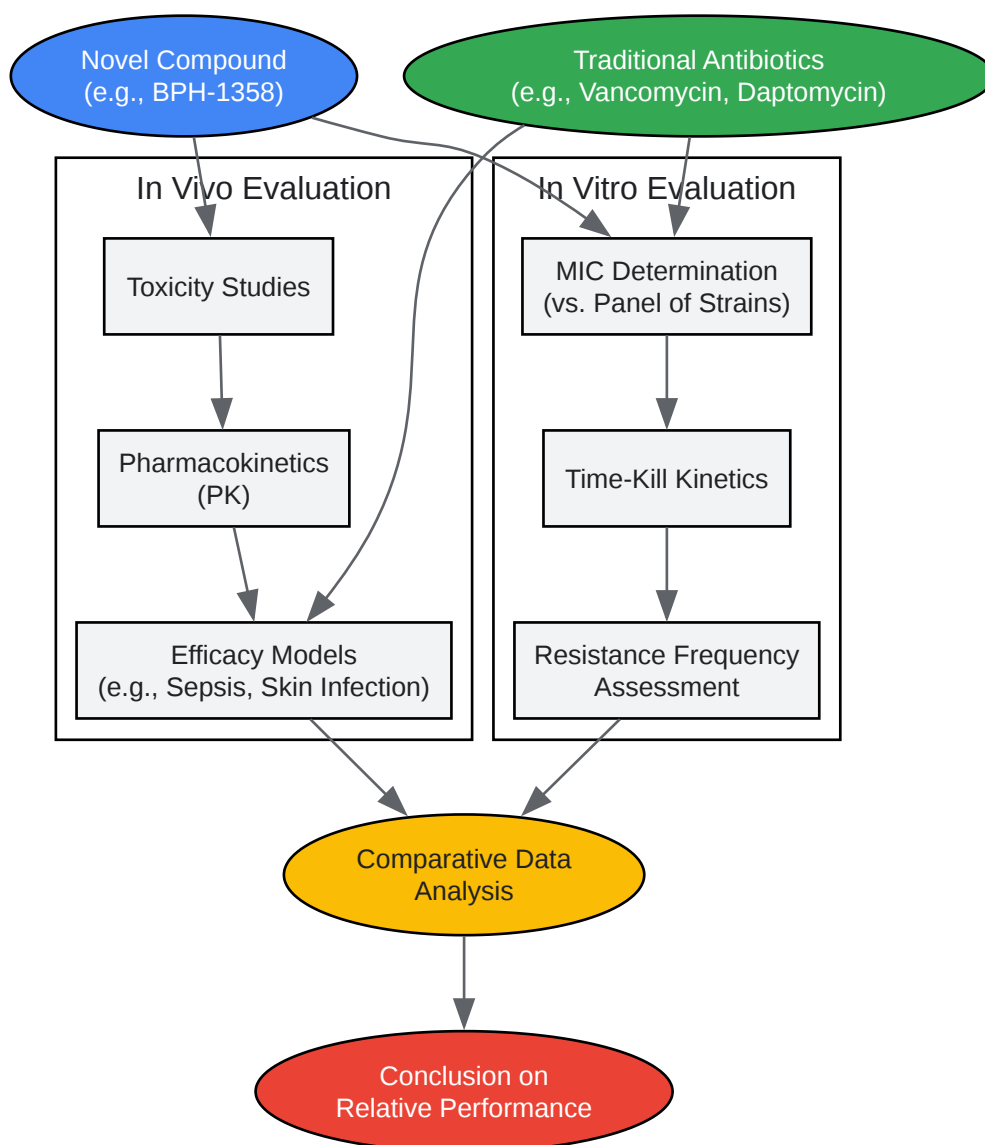 Novel Compound
(e.g., BPH-1358)
Traditional Antibiotics
(e.g., Vancomycin, Daptomycin)
In Vivo Evaluation
In Vitro Evaluation
Toxicity Studies
MIC Determination
(vs. Panel of Strains)
Pharmacokinetics
(PK)
Time-Kill Kinetics
Efficacy Models
(e.g., Sepsis, Skin Infection)
Resistance Frequency
Assessment
Comparative Data
Analysis
Conclusion on
Relative Performance